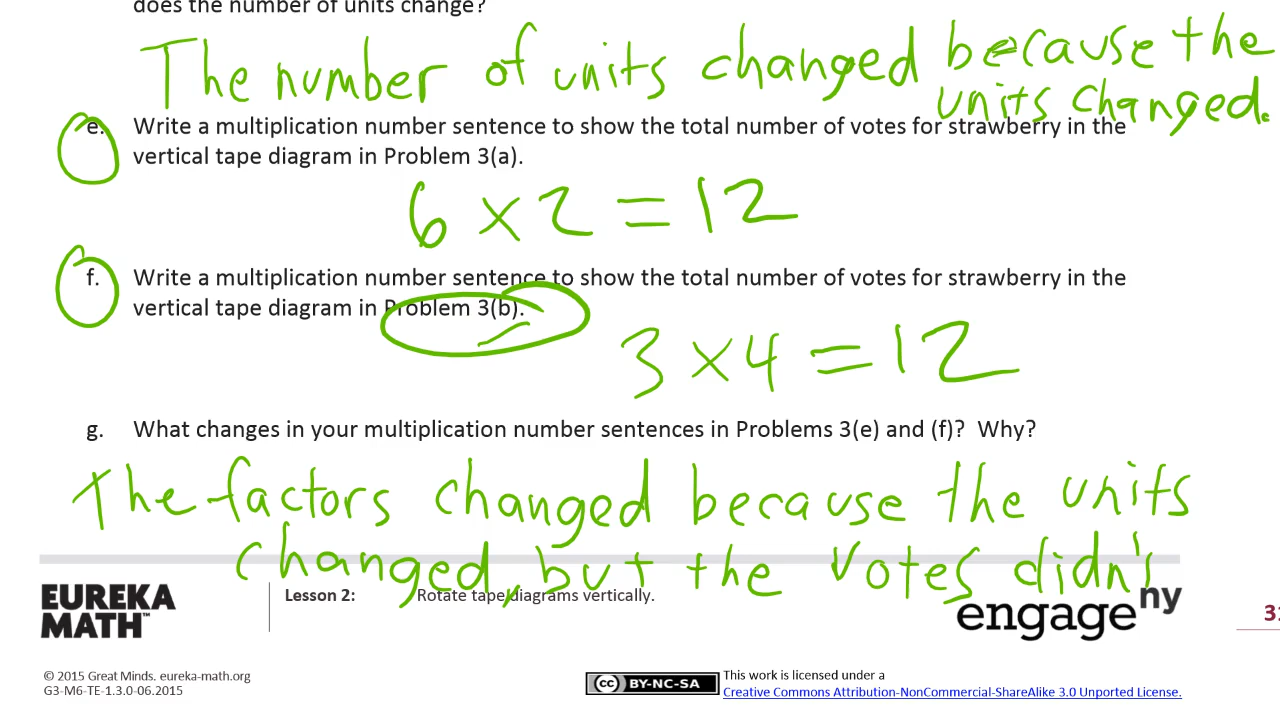 does the number of units change?
The number of units changed because the
units changed.
e. Write a multiplication number sentence to show the total number of votes for strawberry in the
vertical tape diagram in Problem 3(a).
6 × 2 = 12
f. Write a multiplication number sentence to show the total number of votes for strawberry in the
vertical tape diagram in Problem 3(b).
3 × 4 = 12
g. What changes in your multiplication number sentences in Problems 3(e) and (f)? Why?
The factors changed because the units
changed, but the votes didn't
EUREKA
MATH™
Lesson 2: Rotate tape diagrams vertically.
engage ny
© 2015 Great Minds. eureka-math.org
G3-M6-TE-1.3.0-06.2015
cc BY-NC-SA
This work is licensed under a
Creative Commons Attribution-NonCommercial-ShareAlike 3.0 Unported License.